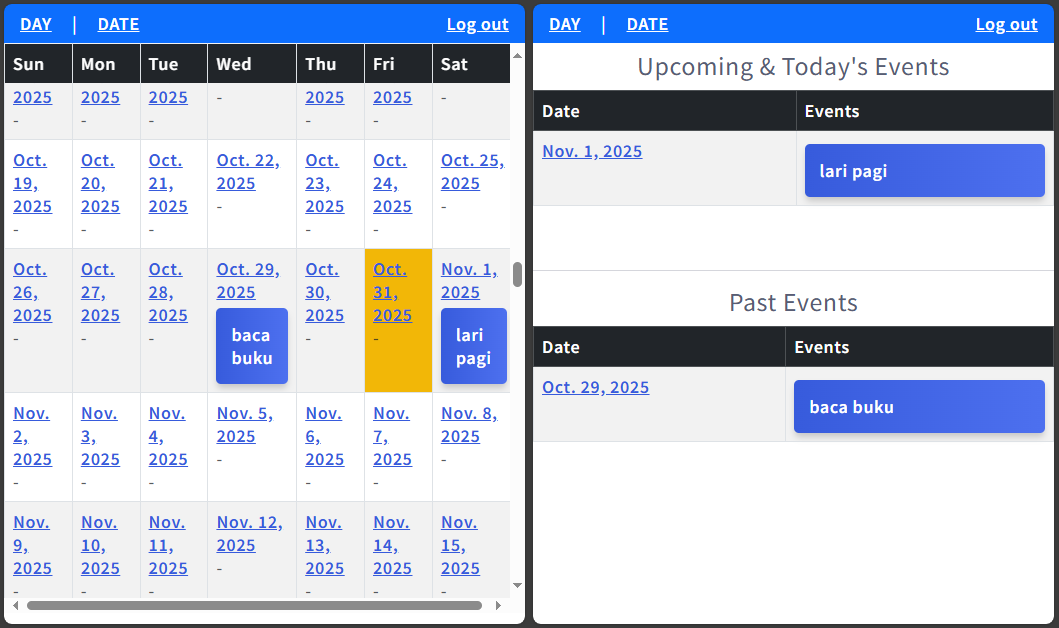 DAY | DATE Log out
Sun Mon Tue Wed Thu Fri Sat
2025 2025 2025 - 2025 2025 -
- - - - -
Oct. Oct. Oct. Oct. 22, Oct. Oct. Oct. 25,
19, 20, 21, 2025 23, 24, 2025
2025 2025 2025 - 2025 2025 -
- - - - -
Oct. Oct. Oct. Oct. 29, Oct. Oct. Nov. 1,
26, 27, 28, 2025 30, 31, 2025
2025 2025 2025 2025 2025
- - - baca - - lari
buku pagi
Nov. Nov. Nov. Nov. 5, Nov. Nov. Nov. 8,
2, 3, 4, 2025 6, 7, 2025
2025 2025 2025 - 2025 2025 -
- - - - -
Nov. Nov. Nov. Nov. 12, Nov. Nov. Nov.
9, 10, 11, 2025 13, 14, 15,
2025 2025 2025 - 2025 2025 2025
- - - - - -
DAY | DATE Log out
Upcoming & Today's Events
Date Events
Nov. 1, 2025 lari pagi
Past Events
Date Events
Oct. 29, 2025 baca buku